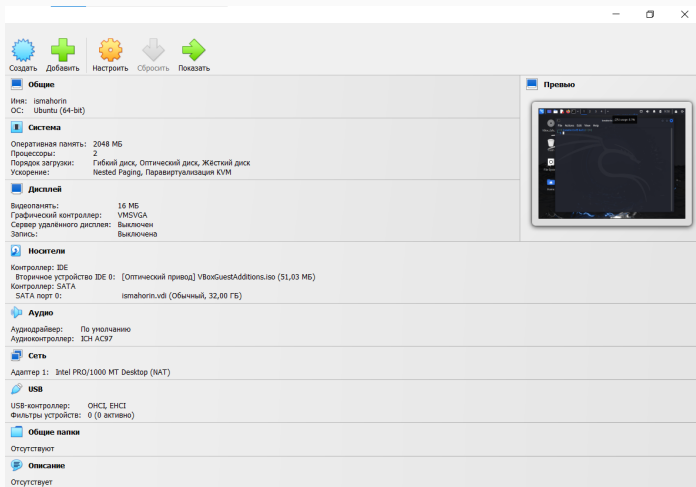 Создать Добавить Настроить Сбросить Показать
Общие
Имя: ismahorin
ОС: Ubuntu (64-bit)
Система
Оперативная память: 2048 МБ
Процессоры: 2
Порядок загрузки: Гибкий диск, Оптический диск, Жёсткий диск
Ускорение: Nested Paging, Паравиртуализация KVM
Дисплей
Видеопамять: 16 МБ
Графический контроллер: VMSVGA
Сервер удалённого дисплея: Выключен
Запись: Выключена
Носители
Контроллер: IDE
Вторичное устройство IDE 0: [Оптический привод] VBoxGuestAdditions.iso (51,03 МБ)
Контроллер: SATA
SATA порт 0: ismahorin.vdi (Обычный, 32,00 ГБ)
Аудио
Аудиодрайвер: По умолчанию
Аудиоконтроллер: ICH AC97
Сеть
Адаптер 1: Intel PRO/1000 MT Desktop (NAT)
USB
USB-контроллер: OHCI, EHCI
Фильтры устройств: 0 (0 активно)
Общие папки
Отсутствуют
Описание
Отсутствует
Превью